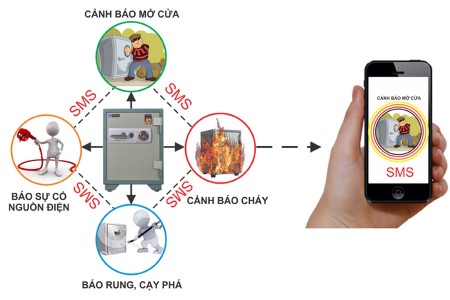 CẢNH BÁO MỞ CỬA
SMS
SMS
CẢNH BÁO MỞ CỬA
SMS
BÁO SỰ CỐ
NGUỒN ĐIỆN
SMS
SMS
CẢNH BÁO CHÁY
BÁO RUNG, CẠY PHÁ